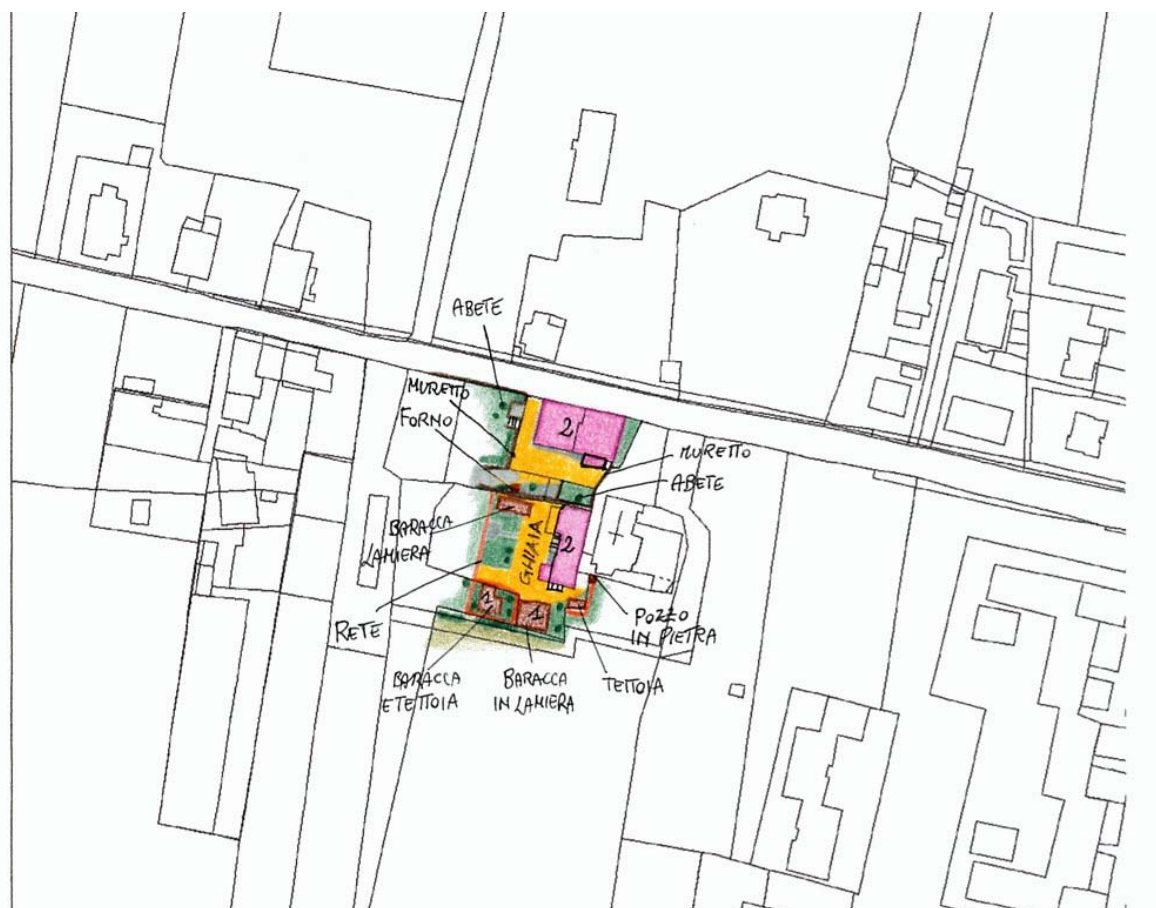 ABETE
MURETTO
FORNO
2
MURETTO
ABETE
BARACCA
LAMIERA
GHIAIA
2
RETE
1
1
POZZO
IN PIETRA
BARACCA
E TETTOIA
BARACCA
IN LAMIERA
TETTOIA